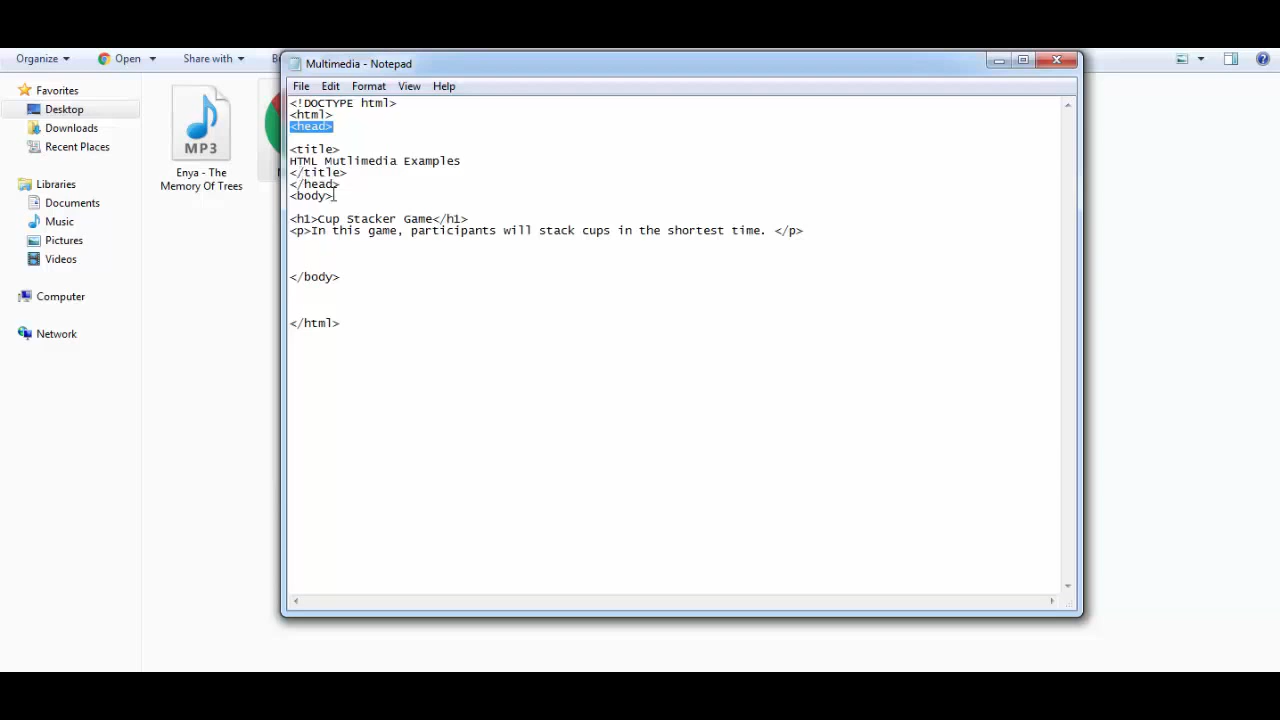 Organize
Open
Share with
Multimedia - Notepad
File Edit Format View Help
Favorites
Desktop
Downloads
Recent Places
Libraries
Documents
Music
Pictures
Videos
Computer
Network
MP3
Enya - The
Memory Of Trees
<!DOCTYPE html>
<html>
<head>
<title>
HTML Mutlimedia Examples
</title>
</head>
<body>
<h1>Cup Stacker Game</h1>
<p>In this game, participants will stack cups in the shortest time. </p>
</body>
</html>